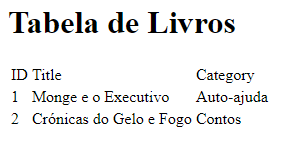 Tabela de Livros
ID Title Category
1 Monge e o Executivo Auto-ajuda
2 Crónicas do Gelo e Fogo Contos